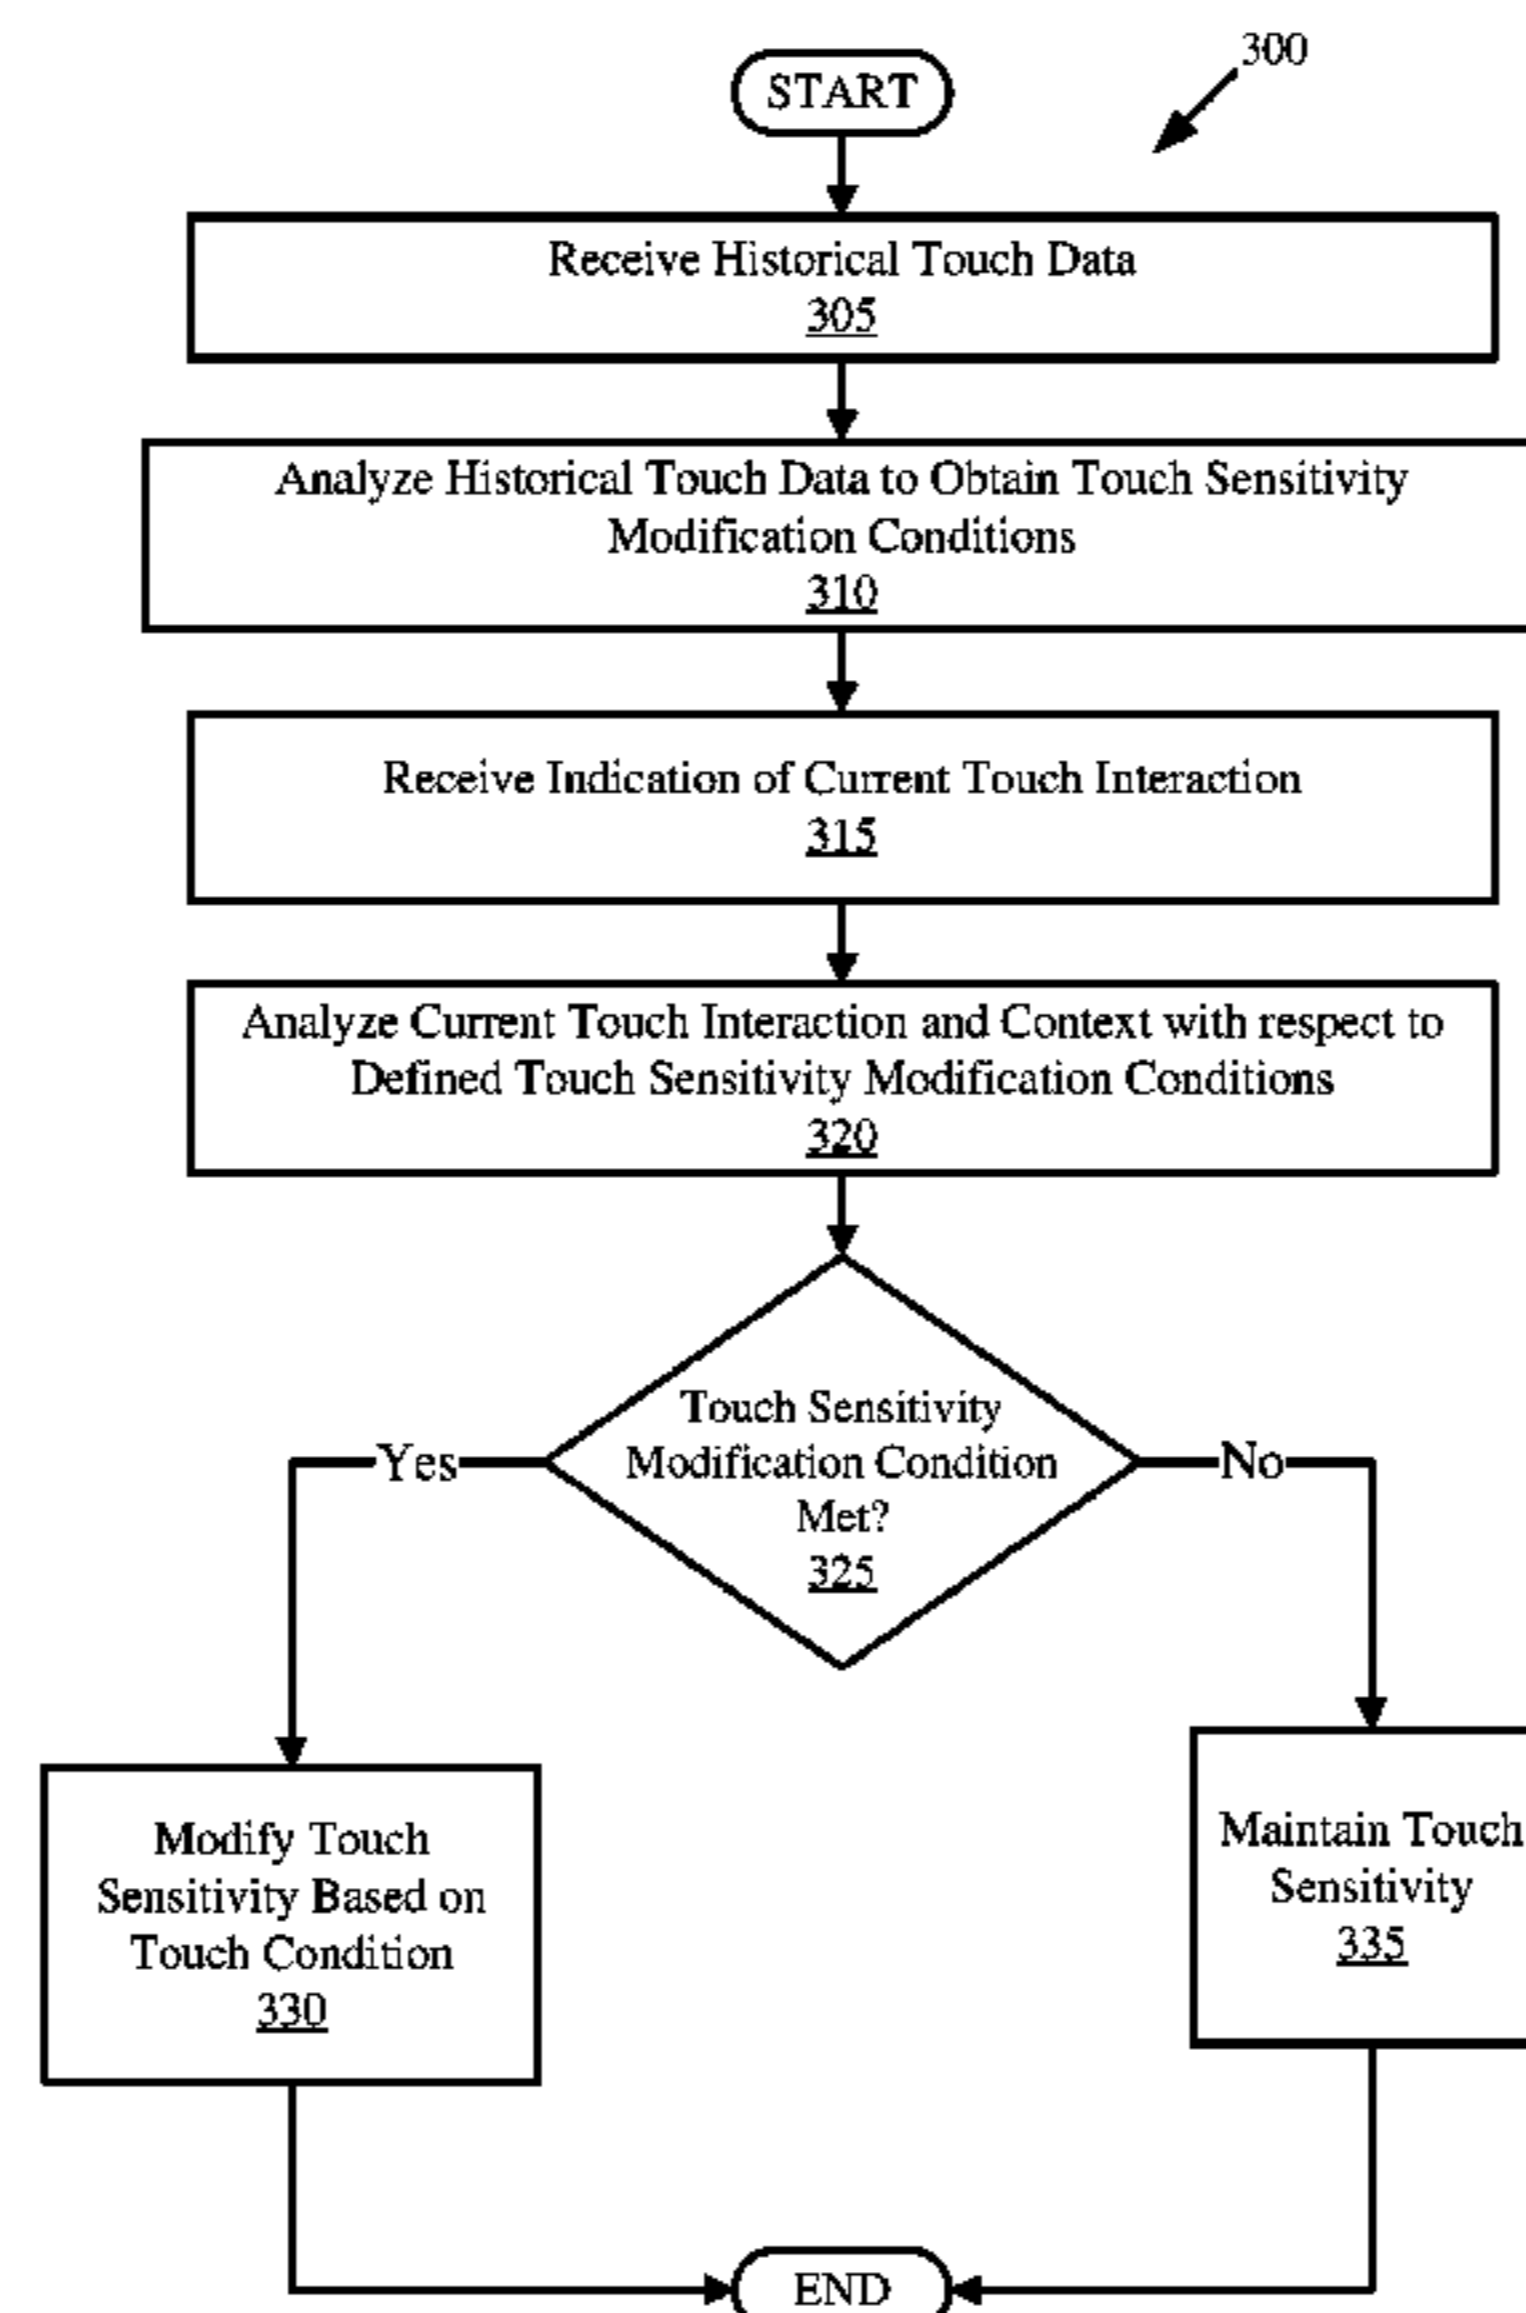 300
START
Receive Historical Touch Data
305
Analyze Historical Touch Data to Obtain Touch Sensitivity
Modification Conditions
310
Receive Indication of Current Touch Interaction
315
Analyze Current Touch Interaction and Context with respect to
Defined Touch Sensitivity Modification Conditions
320
Touch Sensitivity
Modification Condition
Met?
325
Yes
No
Modify Touch
Sensitivity Based on
Touch Condition
330
Maintain Touch
Sensitivity
335
END